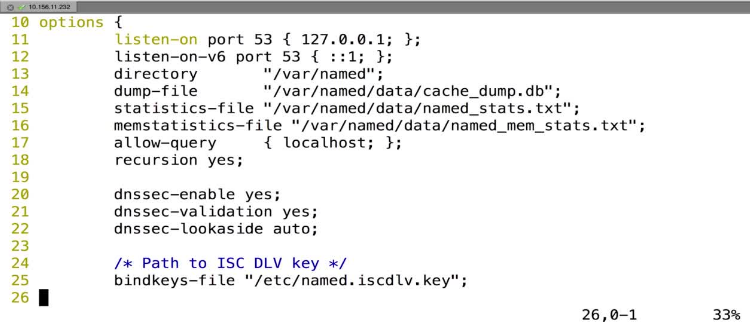 10.156.11.232
10 options {
11         listen-on port 53 { 127.0.0.1; };
12         listen-on-v6 port 53 { ::1; };
13         directory       "/var/named";
14         dump-file       "/var/named/data/cache_dump.db";
15         statistics-file "/var/named/data/named_stats.txt";
16         memstatistics-file "/var/named/data/named_mem_stats.txt";
17         allow-query     { localhost; };
18         recursion yes;
19
20         dnssec-enable yes;
21         dnssec-validation yes;
22         dnssec-lookaside auto;
23
24         /* Path to ISC DLV key */
25         bindkeys-file "/etc/named.iscdlv.key";
26
26,0-1        33%